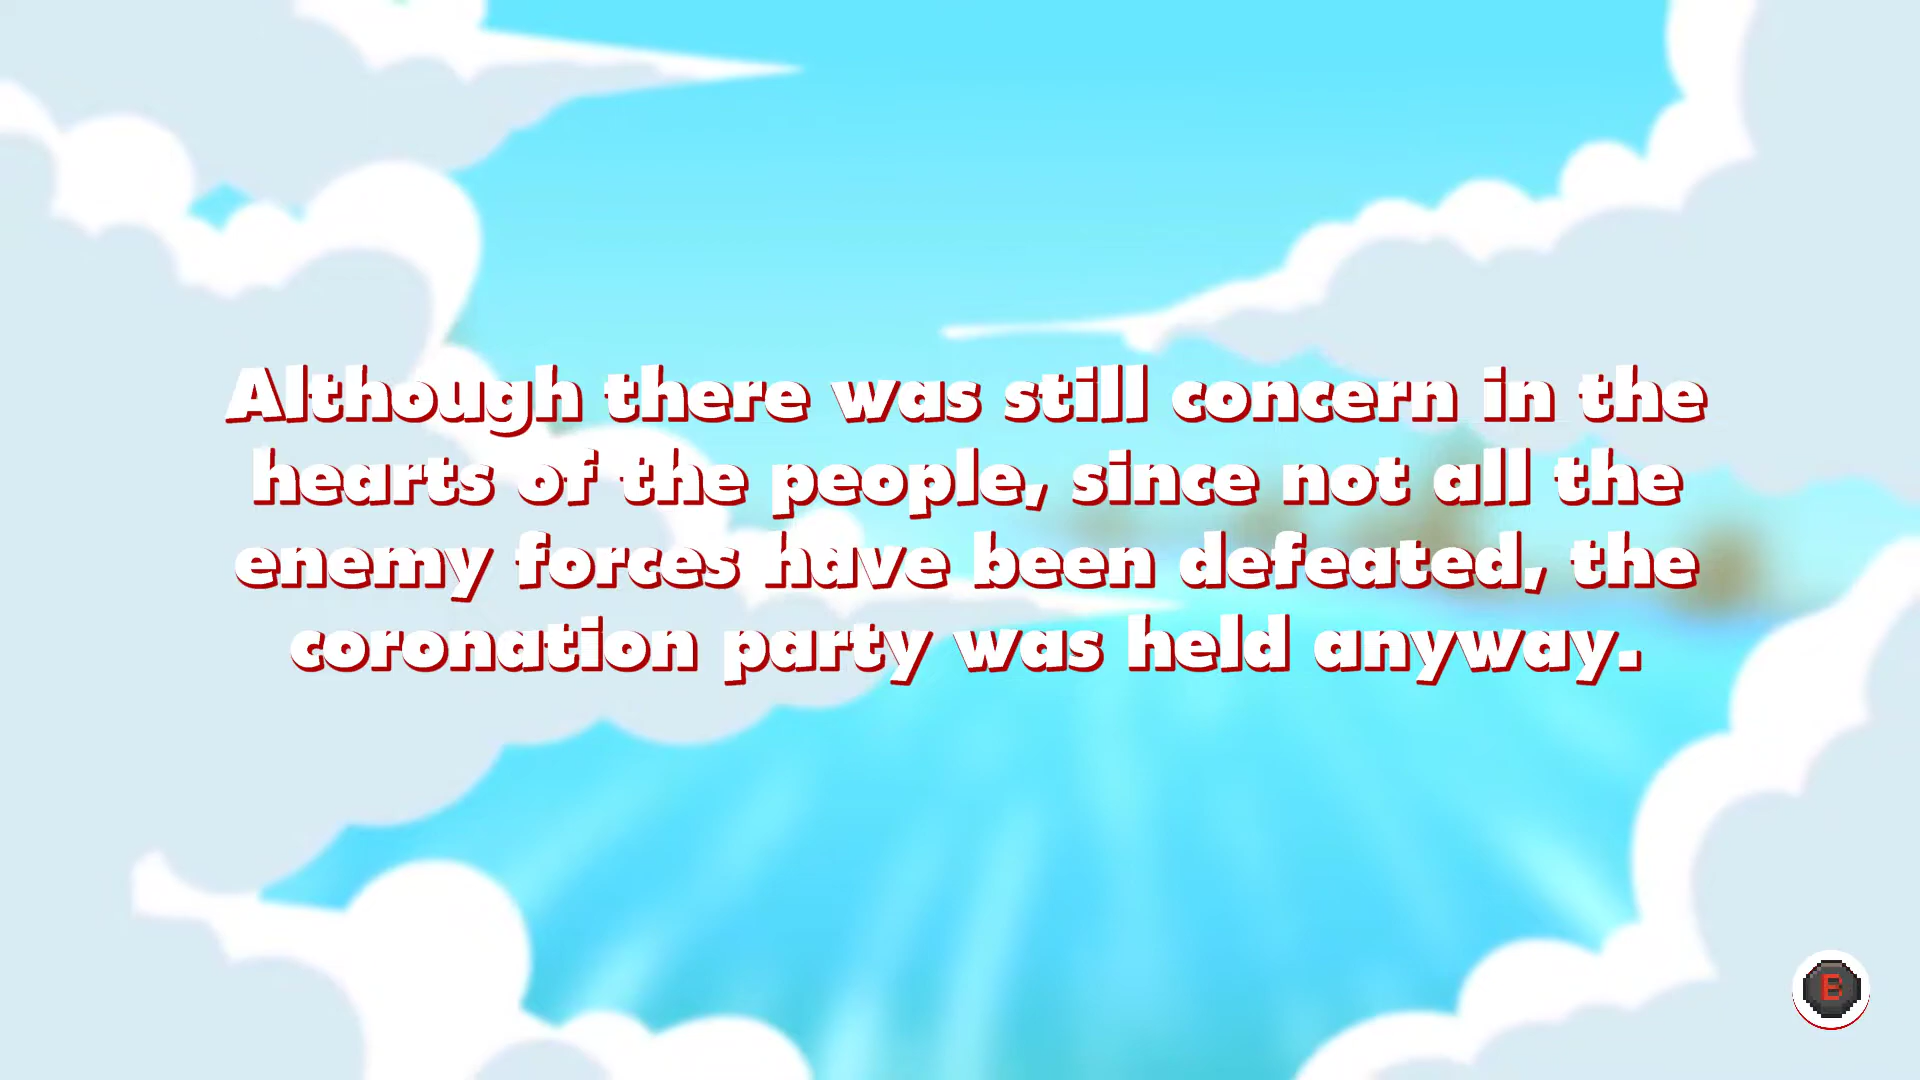 Although there was still concern in the
hearts of the people, since not all the
enemy forces have been defeated, the
coronation party was held anyway.
B